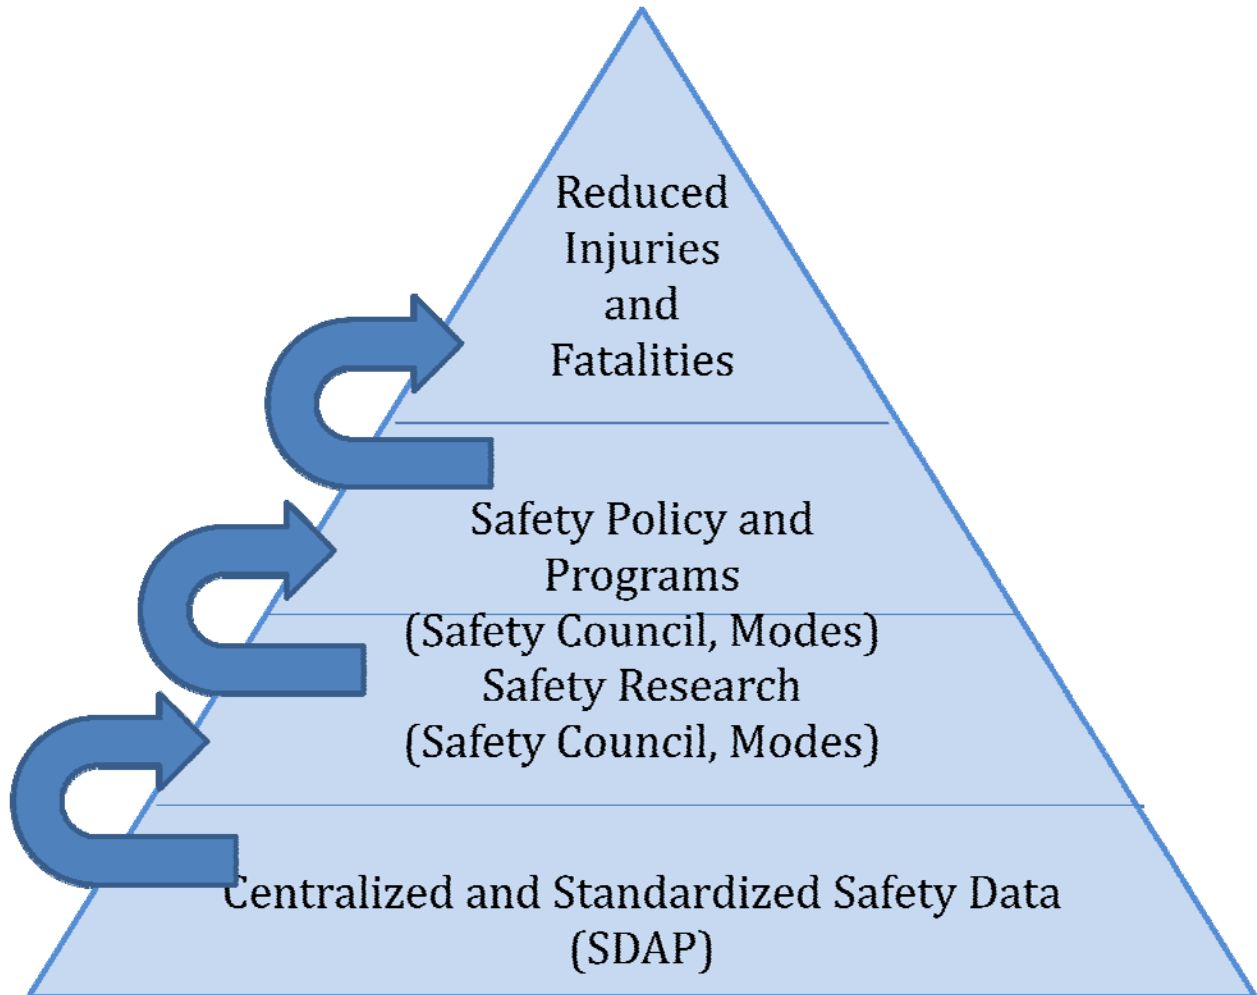 Reduced
Injuries
and
Fatalities
Safety Policy and
Programs
(Safety Council, Modes)
Safety Research
(Safety Council, Modes)
Centralized and Standardized Safety Data
(SDAP)